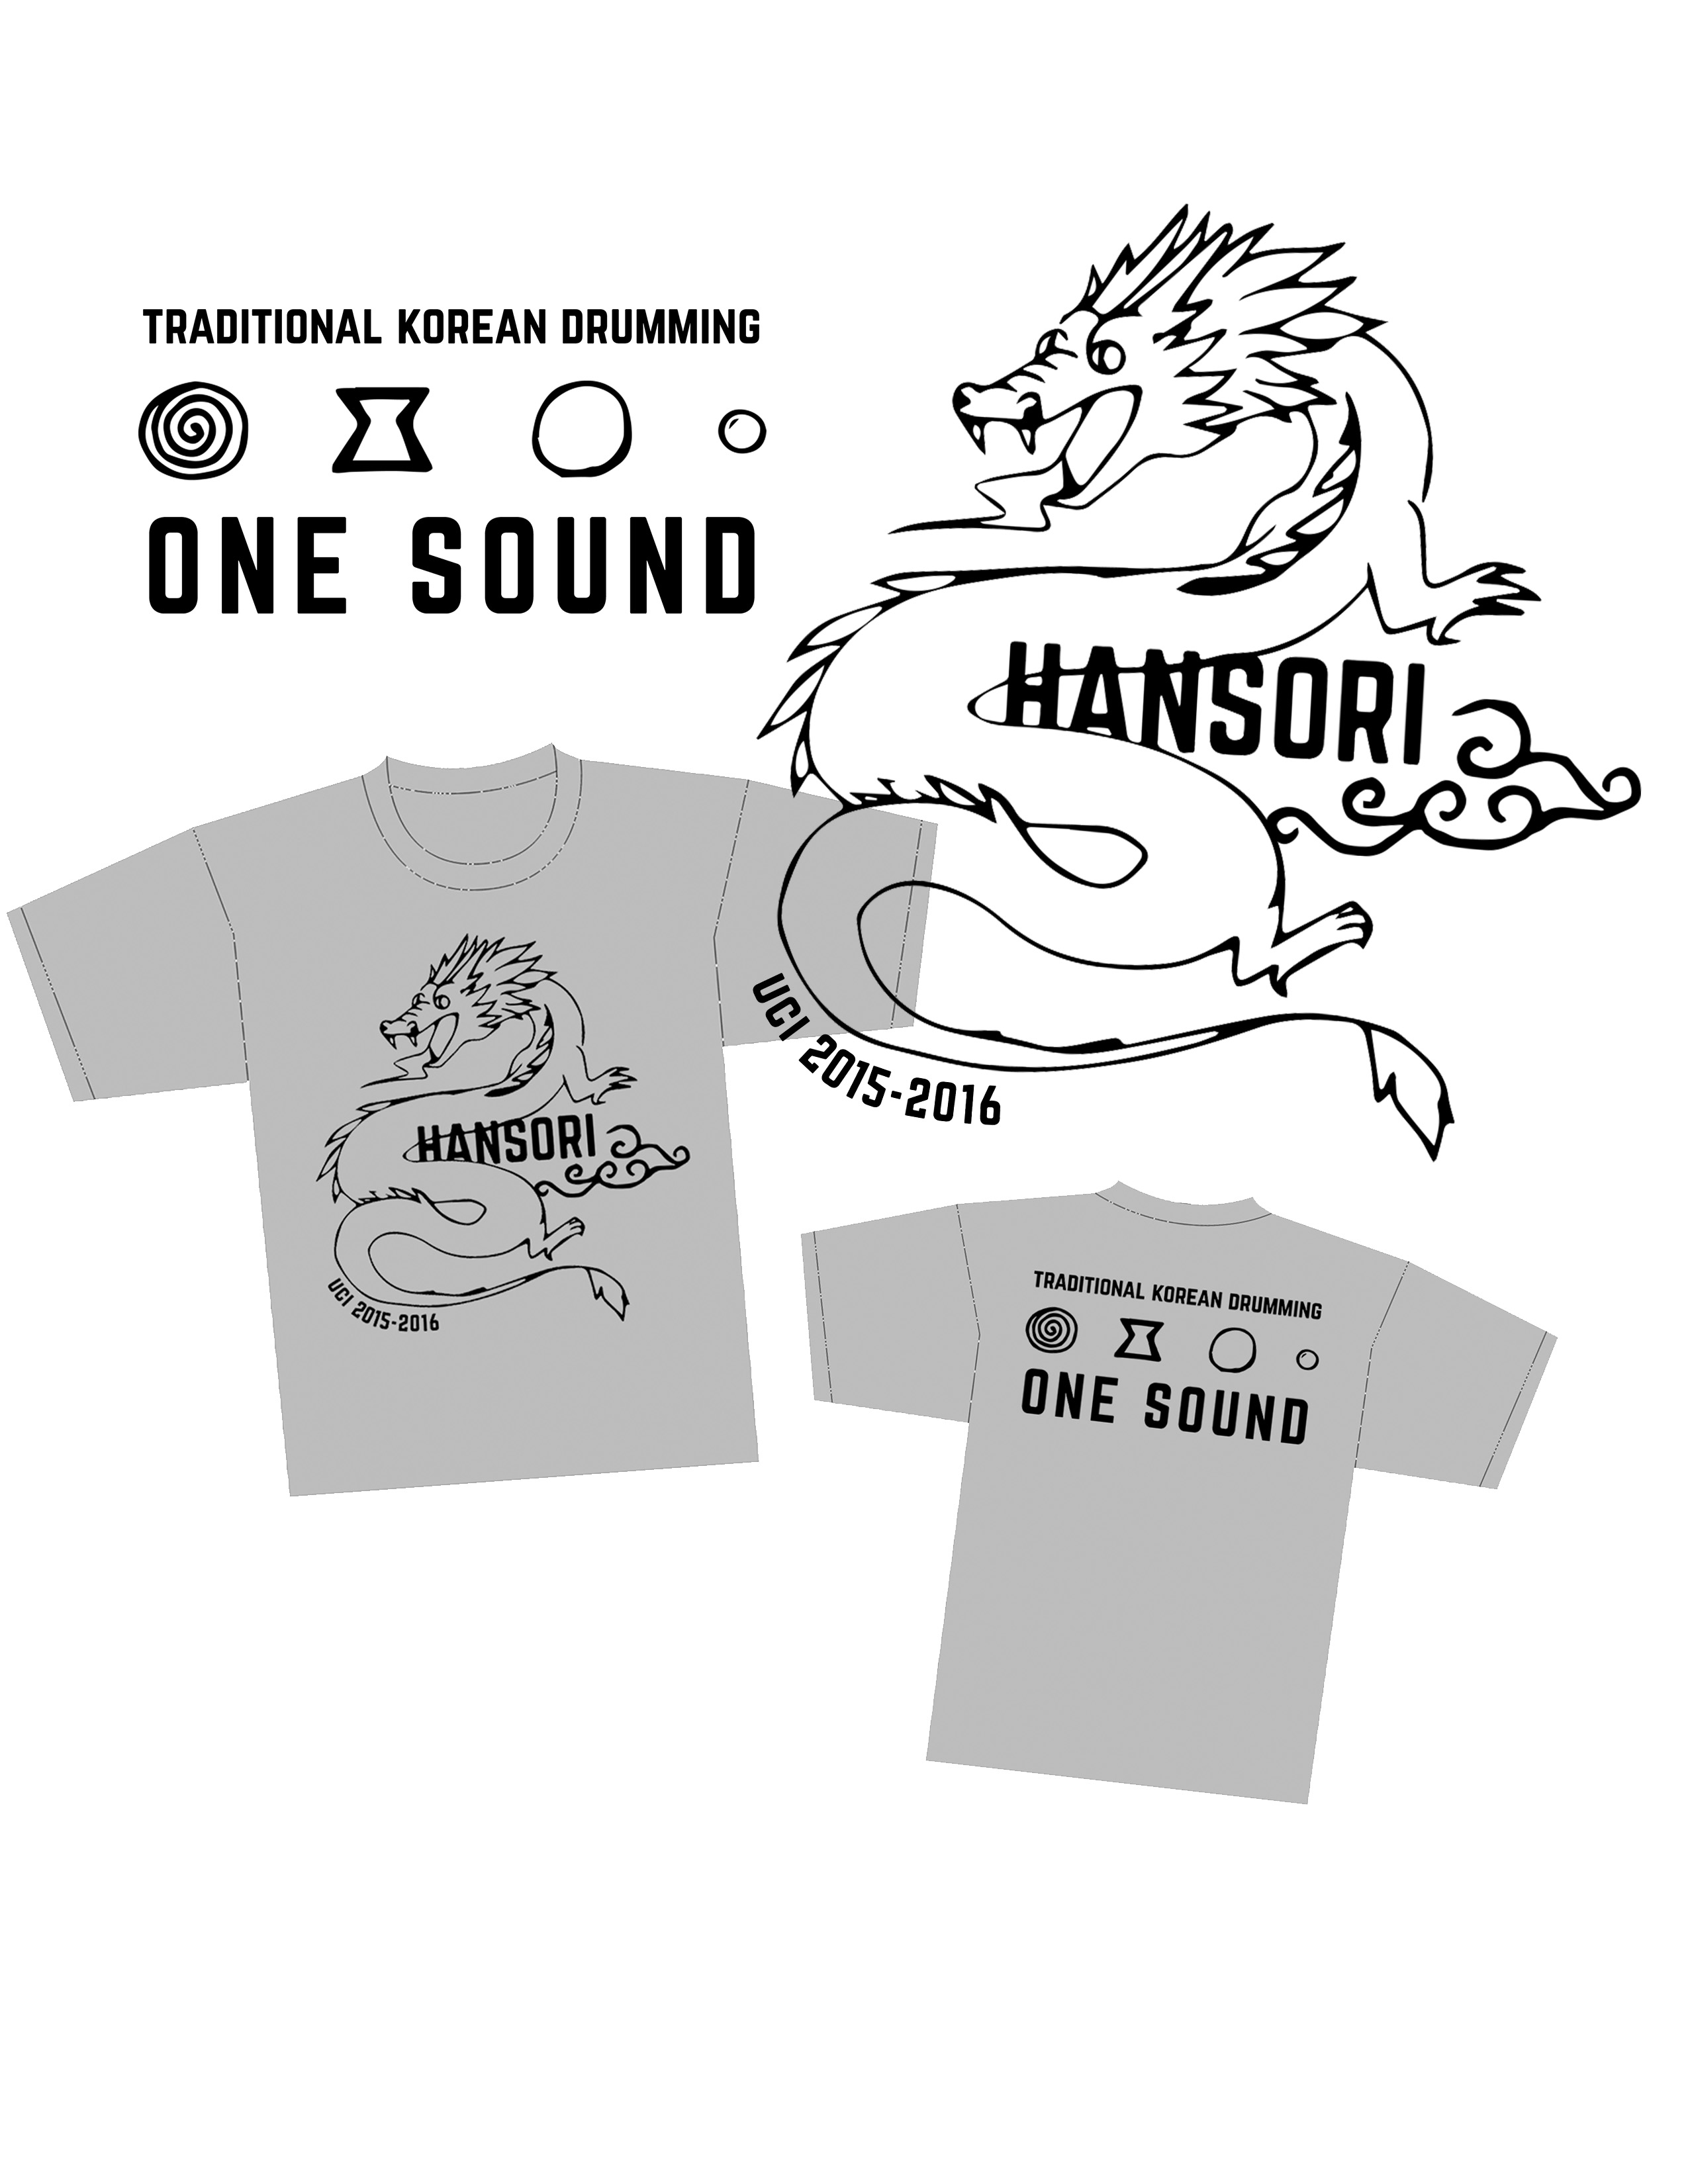 TRADITIONAL KOREAN DRUMMING
ONE SOUND
HANSORI
UCI 2015-2016
HANSORI
UCI 2015-2016
TRADITIONAL KOREAN DRUMMING
ONE SOUND